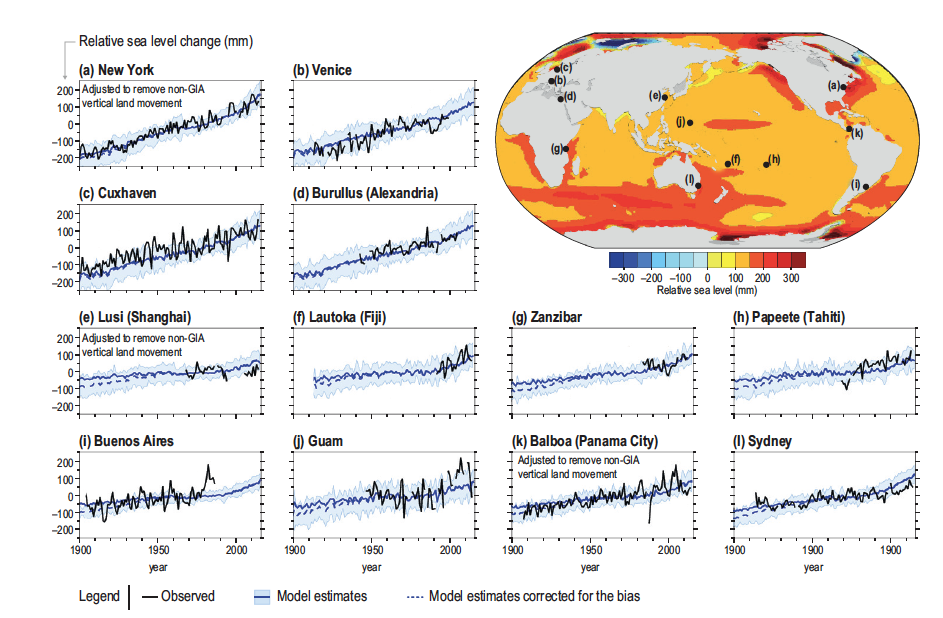 Relative sea level change (mm)
(a) New York
(b) Venice
Adjusted to remove non-GIA
vertical land movement
200
100
0
–100
–200
(c) Cuxhaven
(d) Burullus (Alexandria)
200
100
0
–100
–200
(c)
(b)
(d)
(e)
(a)
(j)
(k)
(g)
(f)
(h)
(l)
(i)
–300 –200 –100 0 100 200 300
Relative sea level (mm)
(e) Lusi (Shanghai)
(f) Lautoka (Fiji)
(g) Zanzibar
(h) Papeete (Tahiti)
Adjusted to remove non-GIA
vertical land movement
200
100
0
–100
–200
(i) Buenos Aires
(j) Guam
(k) Balboa (Panama City)
(l) Sydney
Adjusted to remove non-GIA
vertical land movement
200
100
0
–100
–200
1900 1950 2000
1900 1950 2000
1900 1950 2000
1900 1900 1900
year
year
year
year
Legend
Observed
Model estimates
Model estimates corrected for the bias